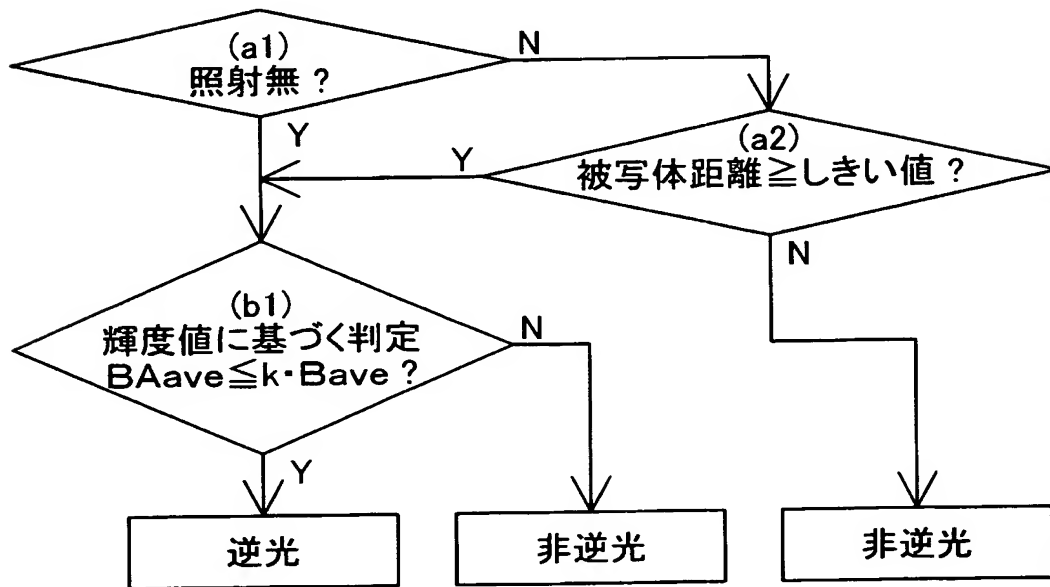 (a1)
照射無?
N
Y
(a2)
被写体距離≧しきい値?
Y
N
(b1)
輝度値に基づく判定
BAave≦k・Bave?
N
Y
逆光
非逆光
非逆光